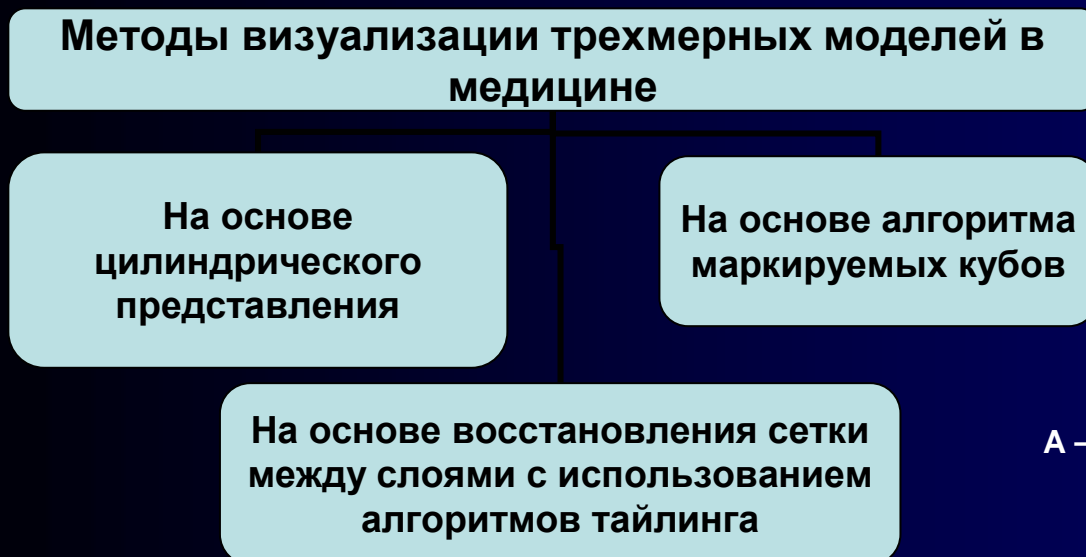 Методы визуализации трехмерных моделей в
медицине
На основе
цилиндрического
представления
На основе алгоритма
маркируемых кубов
На основе восстановления сетки
между слоями с использованием
алгоритмов тайлинга
А –